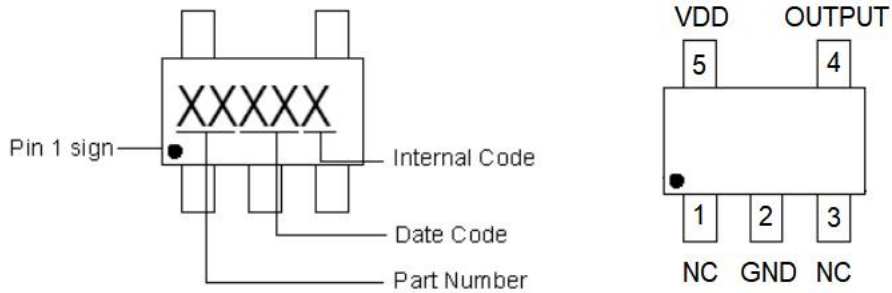 XXXXX
Pin 1 sign
Internal Code
Date Code
Part Number
VDD OUTPUT
5 4
1 2 3
NC GND NC